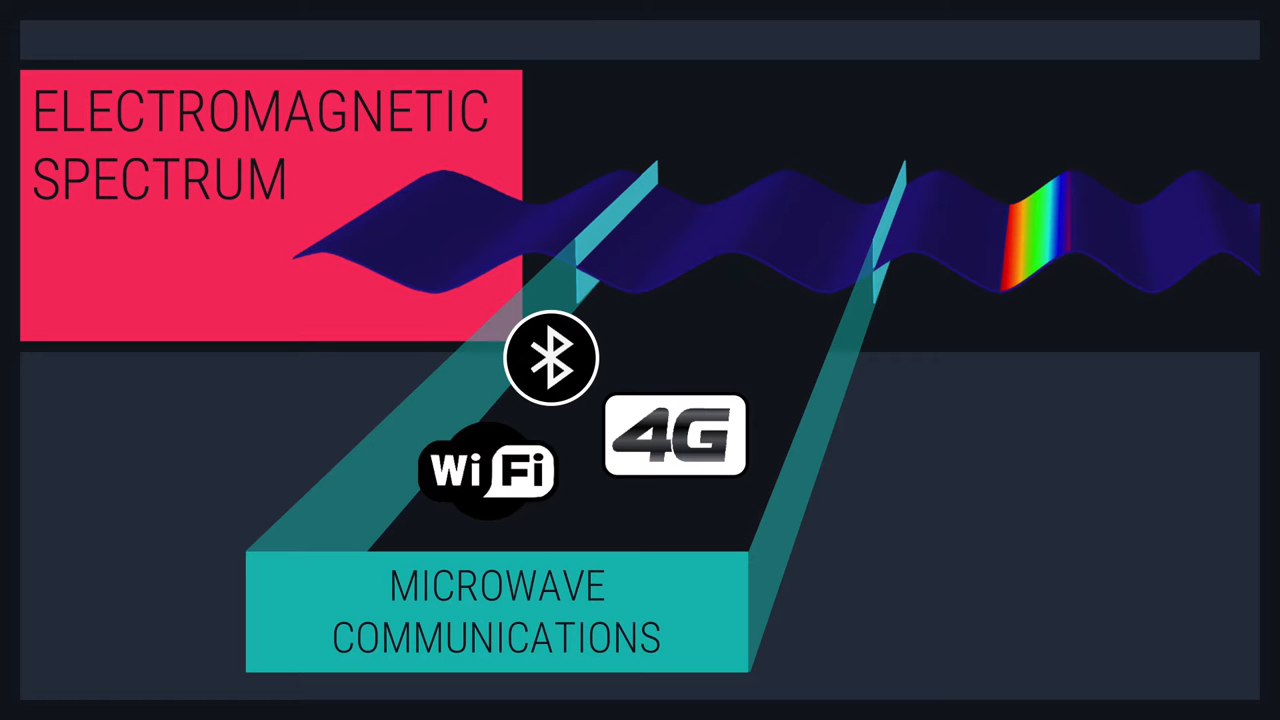 ELECTROMAGNETIC
SPECTRUM
4G
Wi Fi
MICROWAVE
COMMUNICATIONS